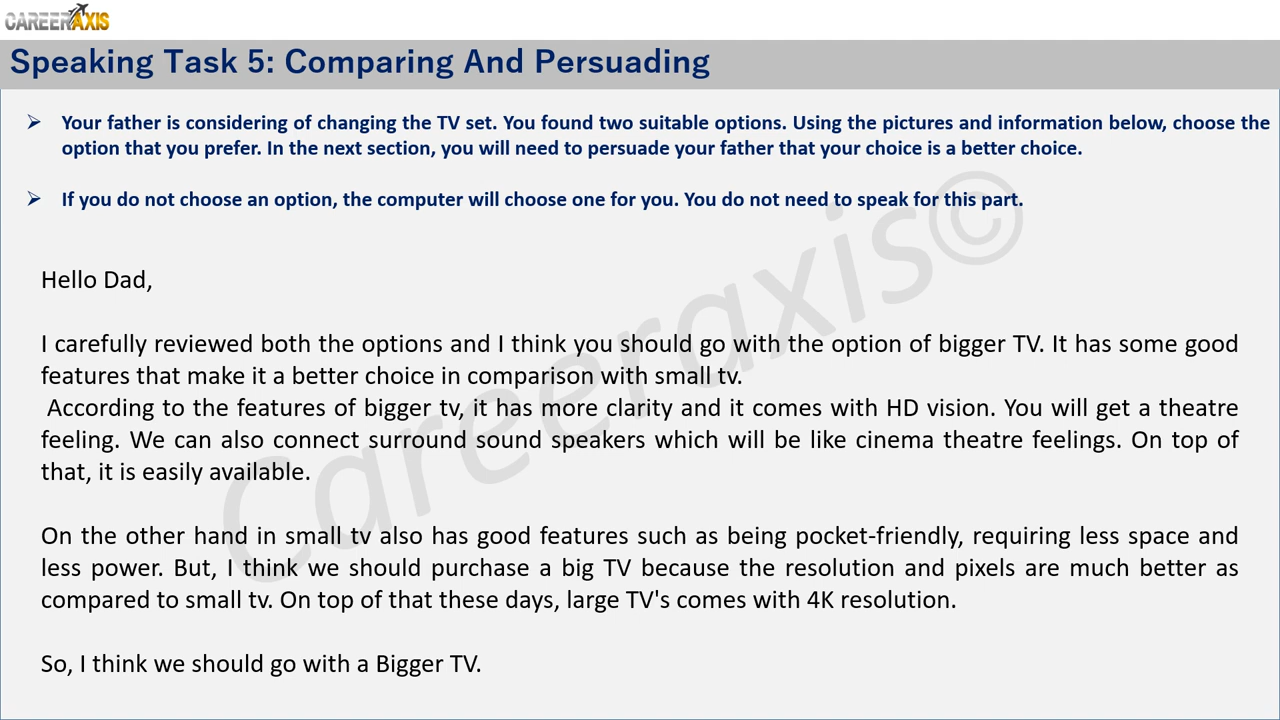 CAREERAXIS
Speaking Task 5: Comparing And Persuading
➢ Your father is considering of changing the TV set. You found two suitable options. Using the pictures and information below, choose the
option that you prefer. In the next section, you will need to persuade your father that your choice is a better choice.
➢ If you do not choose an option, the computer will choose one for you. You do not need to speak for this part.
Careeraxis©
Hello Dad,
I carefully reviewed both the options and I think you should go with the option of bigger TV. It has some good
features that make it a better choice in comparison with small tv.
According to the features of bigger tv, it has more clarity and it comes with HD vision. You will get a theatre
feeling. We can also connect surround sound speakers which will be like cinema theatre feelings. On top of
that, it is easily available.
On the other hand in small tv also has good features such as being pocket-friendly, requiring less space and
less power. But, I think we should purchase a big TV because the resolution and pixels are much better as
compared to small tv. On top of that these days, large TV's comes with 4K resolution.
So, I think we should go with a Bigger TV.